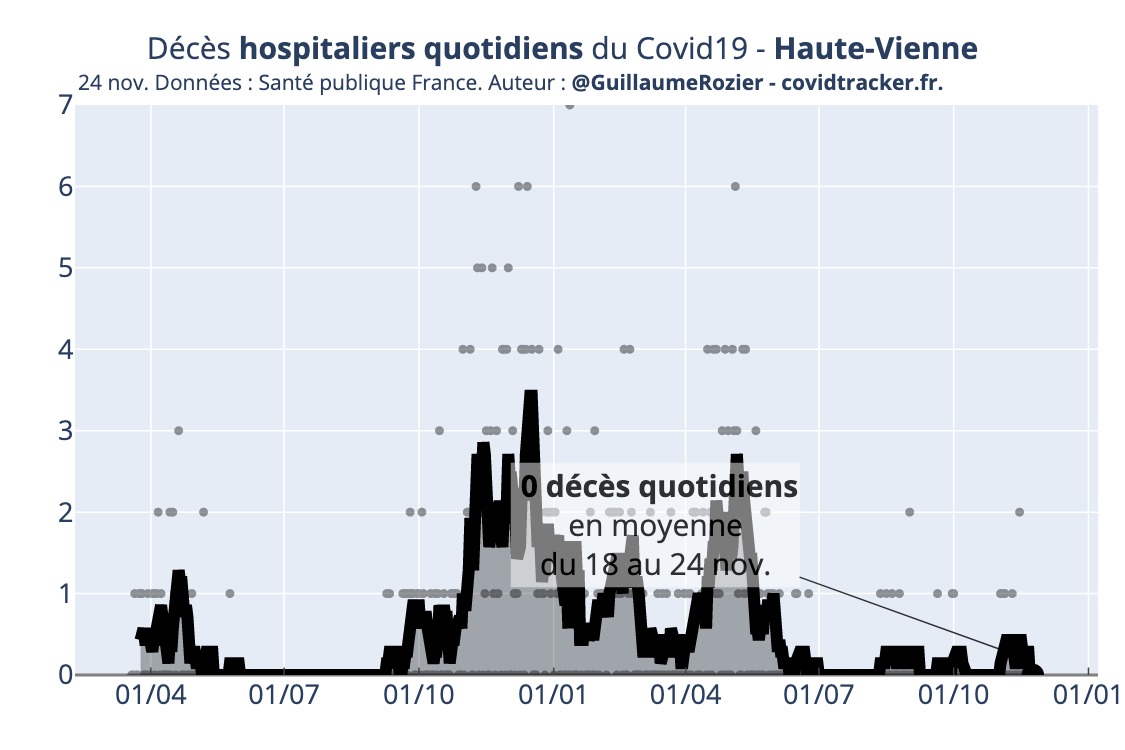 Décès hospitaliers quotidiens du Covid19 - Haute-Vienne
24 nov. Données : Santé publique France. Auteur : @GuillaumeRozier - covidtracker.fr.
7
6
5
4
3
2
1
0
0 décès quotidiens
en moyenne
du 18 au 24 nov.
01/04 01/07 01/10 01/01 01/04 01/07 01/10 01/01